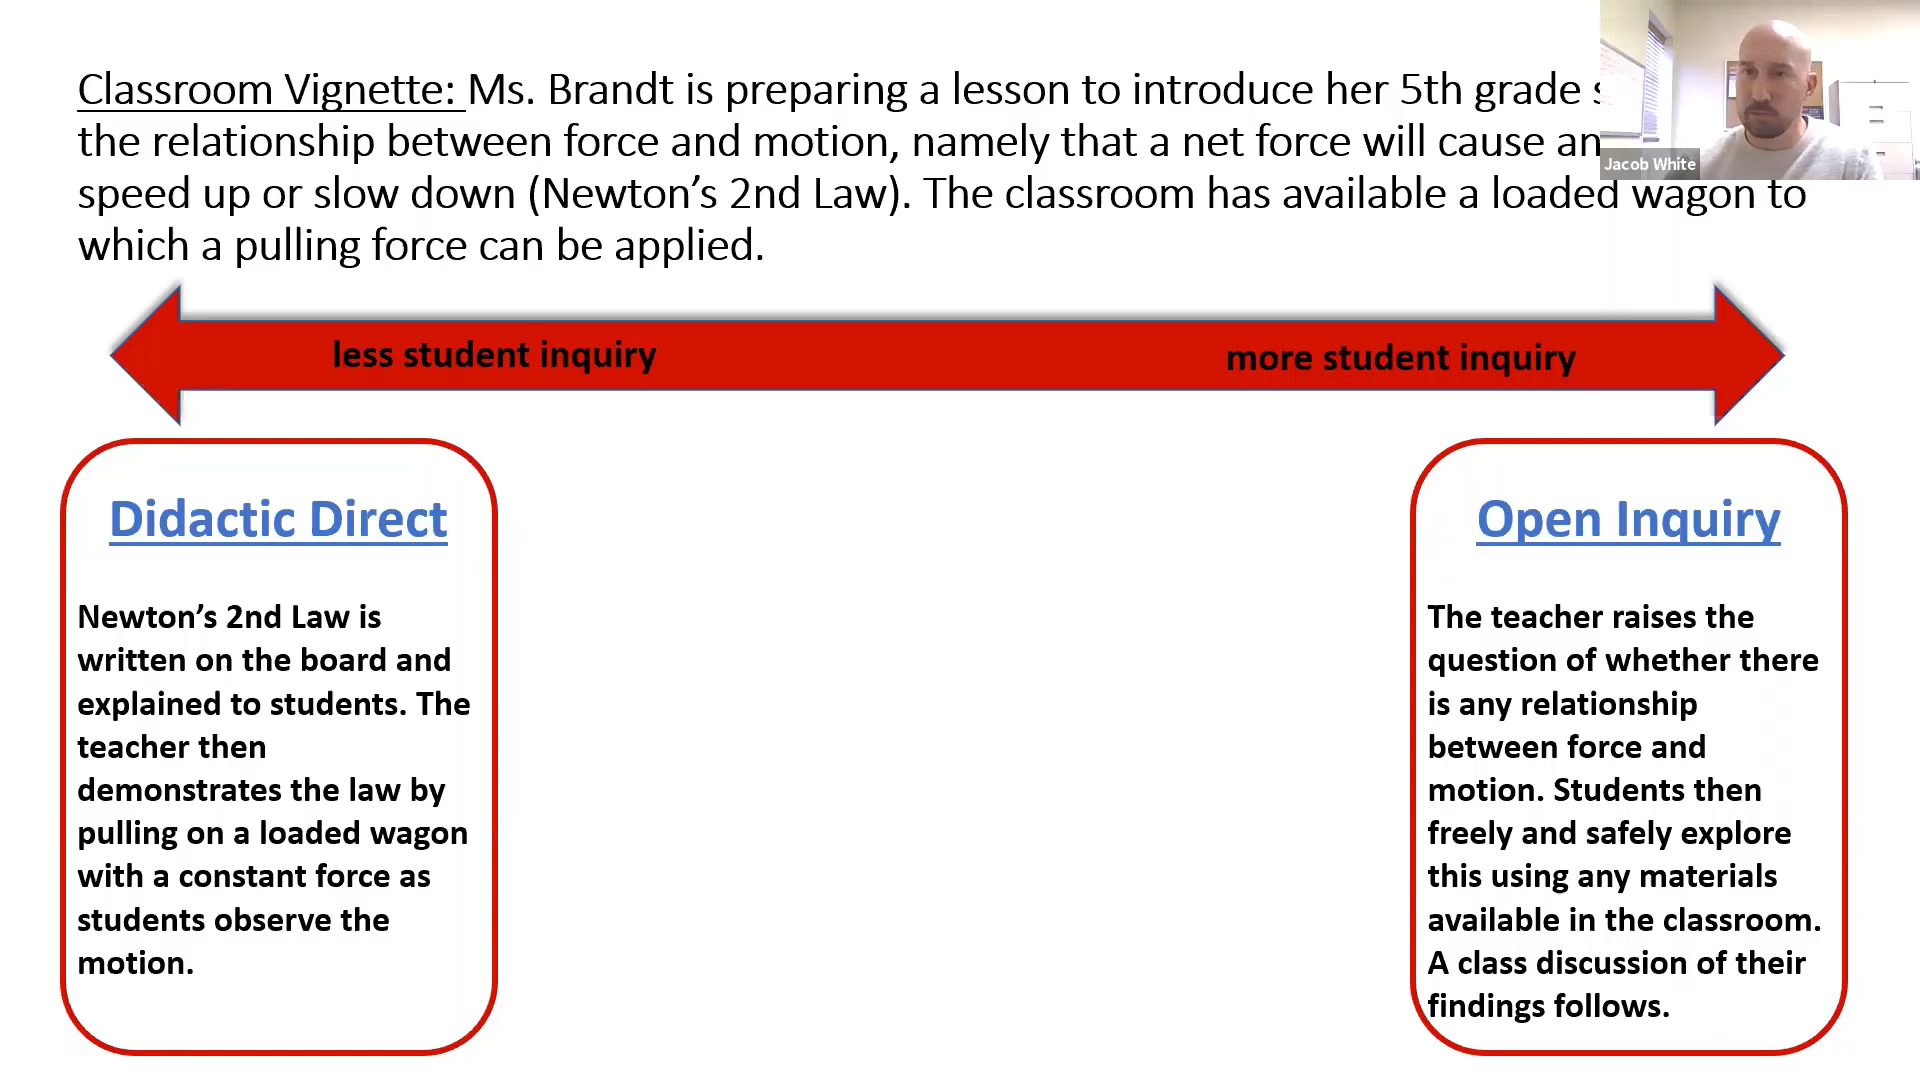 Classroom Vignette: Ms. Brandt is preparing a lesson to introduce her 5th grade
the relationship between force and motion, namely that a net force will cause an
speed up or slow down (Newton’s 2nd Law). The classroom has available a loaded wagon to
which a pulling force can be applied.
Jacob White
less student inquiry
more student inquiry
Didactic Direct
Newton’s 2nd Law is
written on the board and
explained to students. The
teacher then
demonstrates the law by
pulling on a loaded wagon
with a constant force as
students observe the
motion.
Open Inquiry
The teacher raises the
question of whether there
is any relationship
between force and
motion. Students then
freely and safely explore
this using any materials
available in the classroom.
A class discussion of their
findings follows.